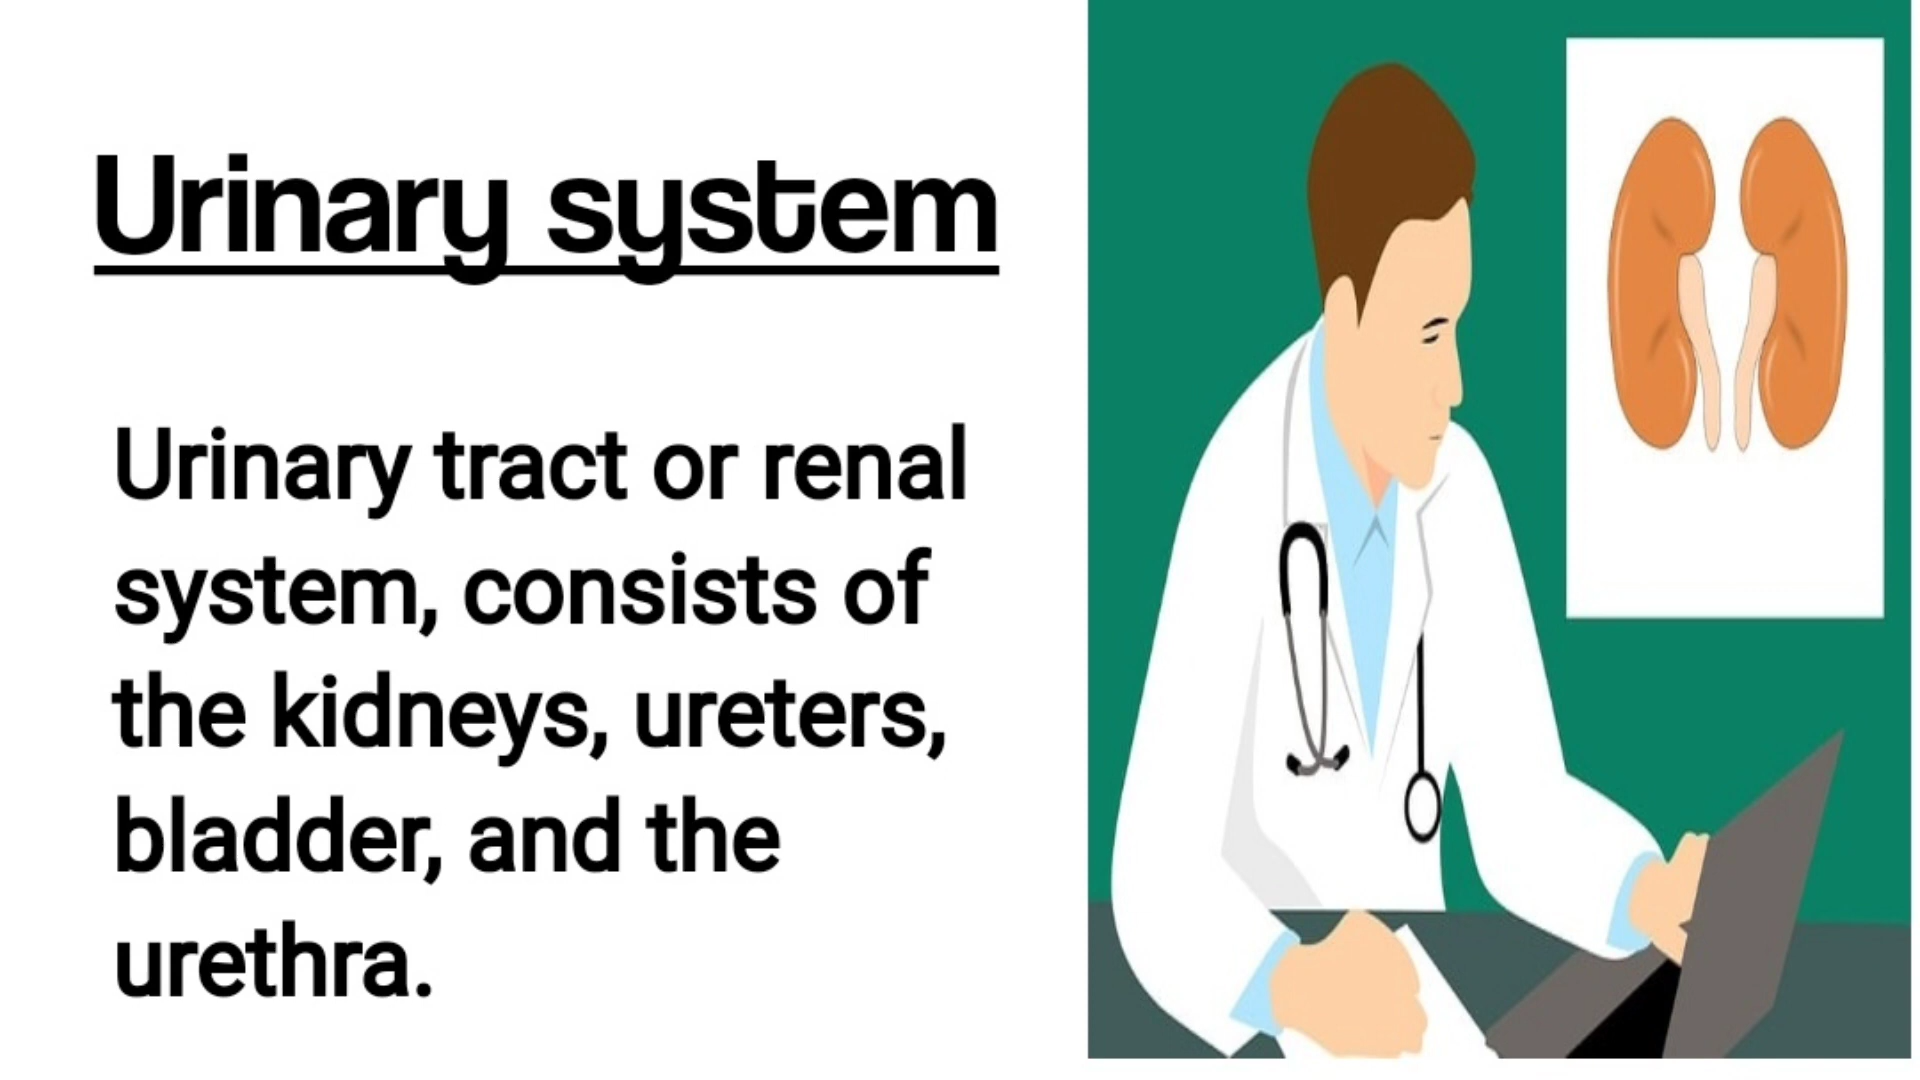 Urinary system
Urinary tract or renal
system, consists of
the kidneys, ureters,
bladder, and the
urethra.